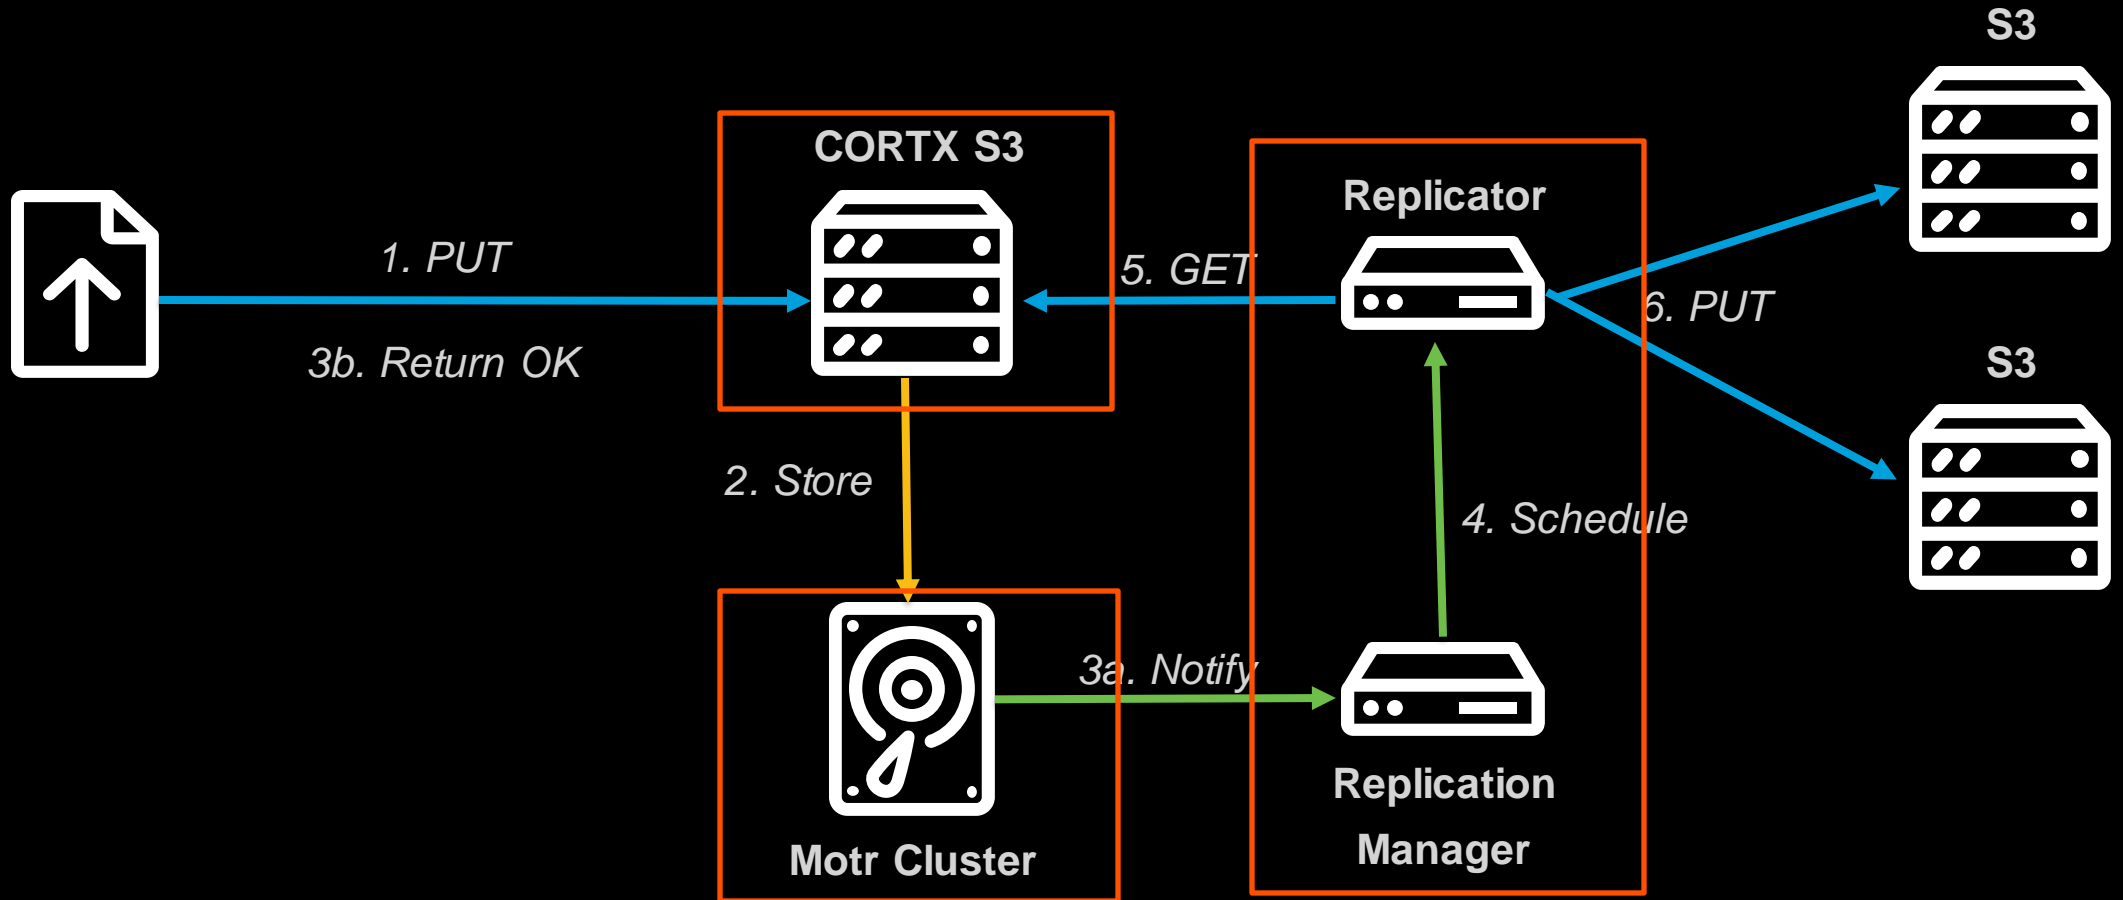 S3
CORTX S3
Replicator
1. PUT
5. GET
6. PUT
3b. Return OK
S3
2. Store
4. Schedule
3a. Notify
Replication
Manager
Motr Cluster